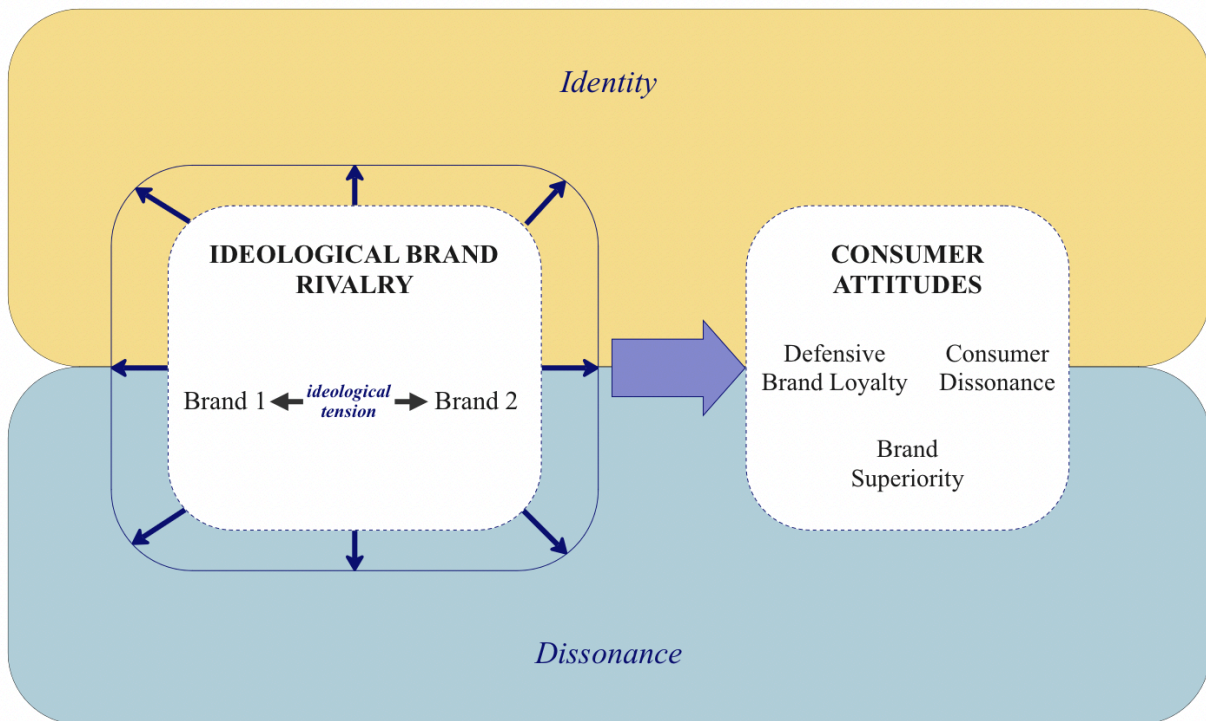 Identity
IDEOLOGICAL BRAND
RIVALRY
Brand 1
ideological
tension
Brand 2
CONSUMER
ATTITUDES
Defensive
Brand Loyalty
Consumer
Dissonance
Brand
Superiority
Dissonance